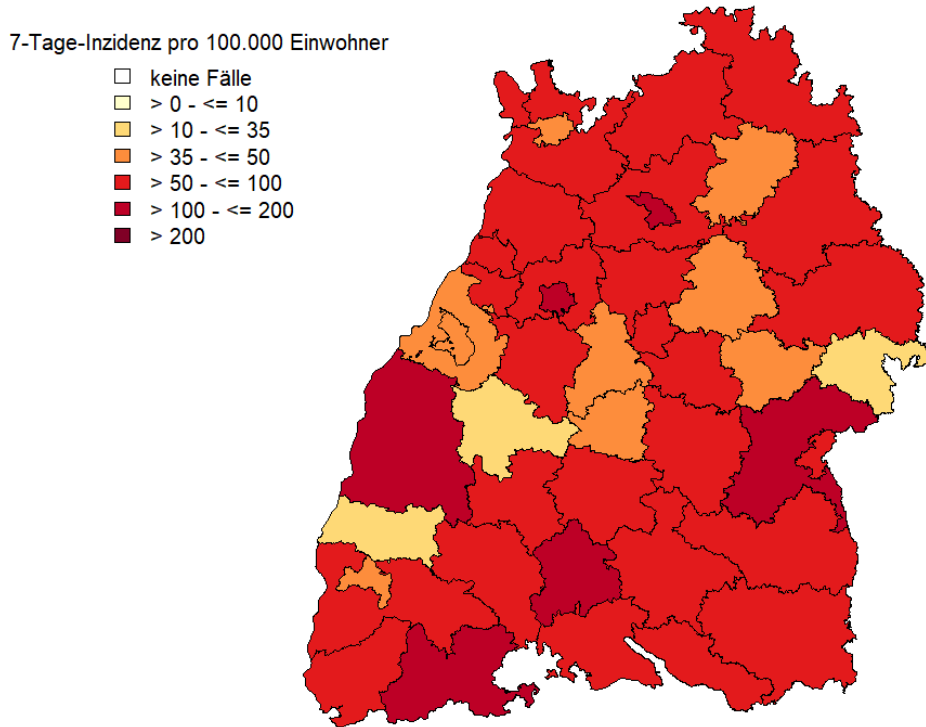 7-Tage-Inzidenz pro 100.000 Einwohner
keine Fälle
> 0 - <= 10
> 10 - <= 35
> 35 - <= 50
> 50 - <= 100
> 100 - <= 200
> 200